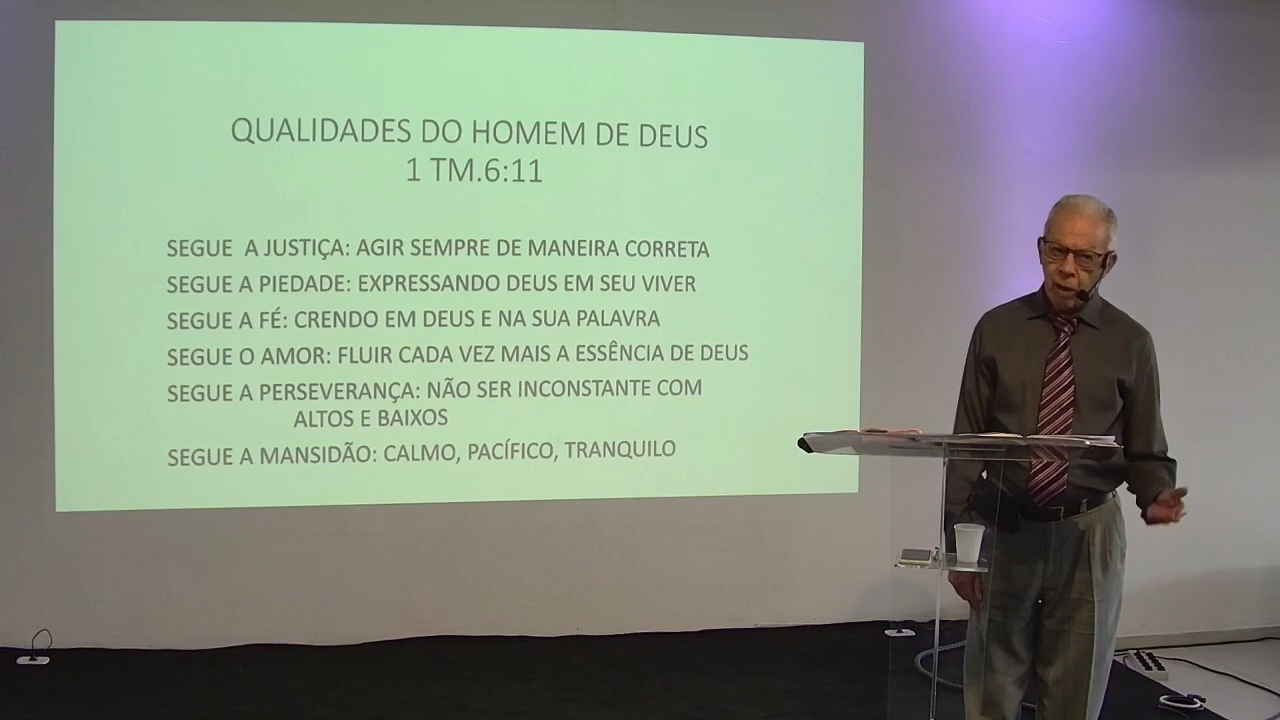 QUALIDADES DO HOMEM DE DEUS
1 TM.6:11
SEGUE A JUSTIÇA: AGIR SEMPRE DE MANEIRA CORRETA
SEGUE A PIEDADE: EXPRESSANDO DEUS EM SEU VIVER
SEGUE A FÉ: CRENDO EM DEUS E NA SUA PALAVRA
SEGUE O AMOR: FLUIR CADA VEZ MAIS A ESSÊNCIA DE DEUS
SEGUE A PERSEVERANÇA: NÃO SER INCONSTANTE COM
ALTOS E BAIXOS
SEGUE A MANSIDÃO: CALMO, PACÍFICO, TRANQUILO